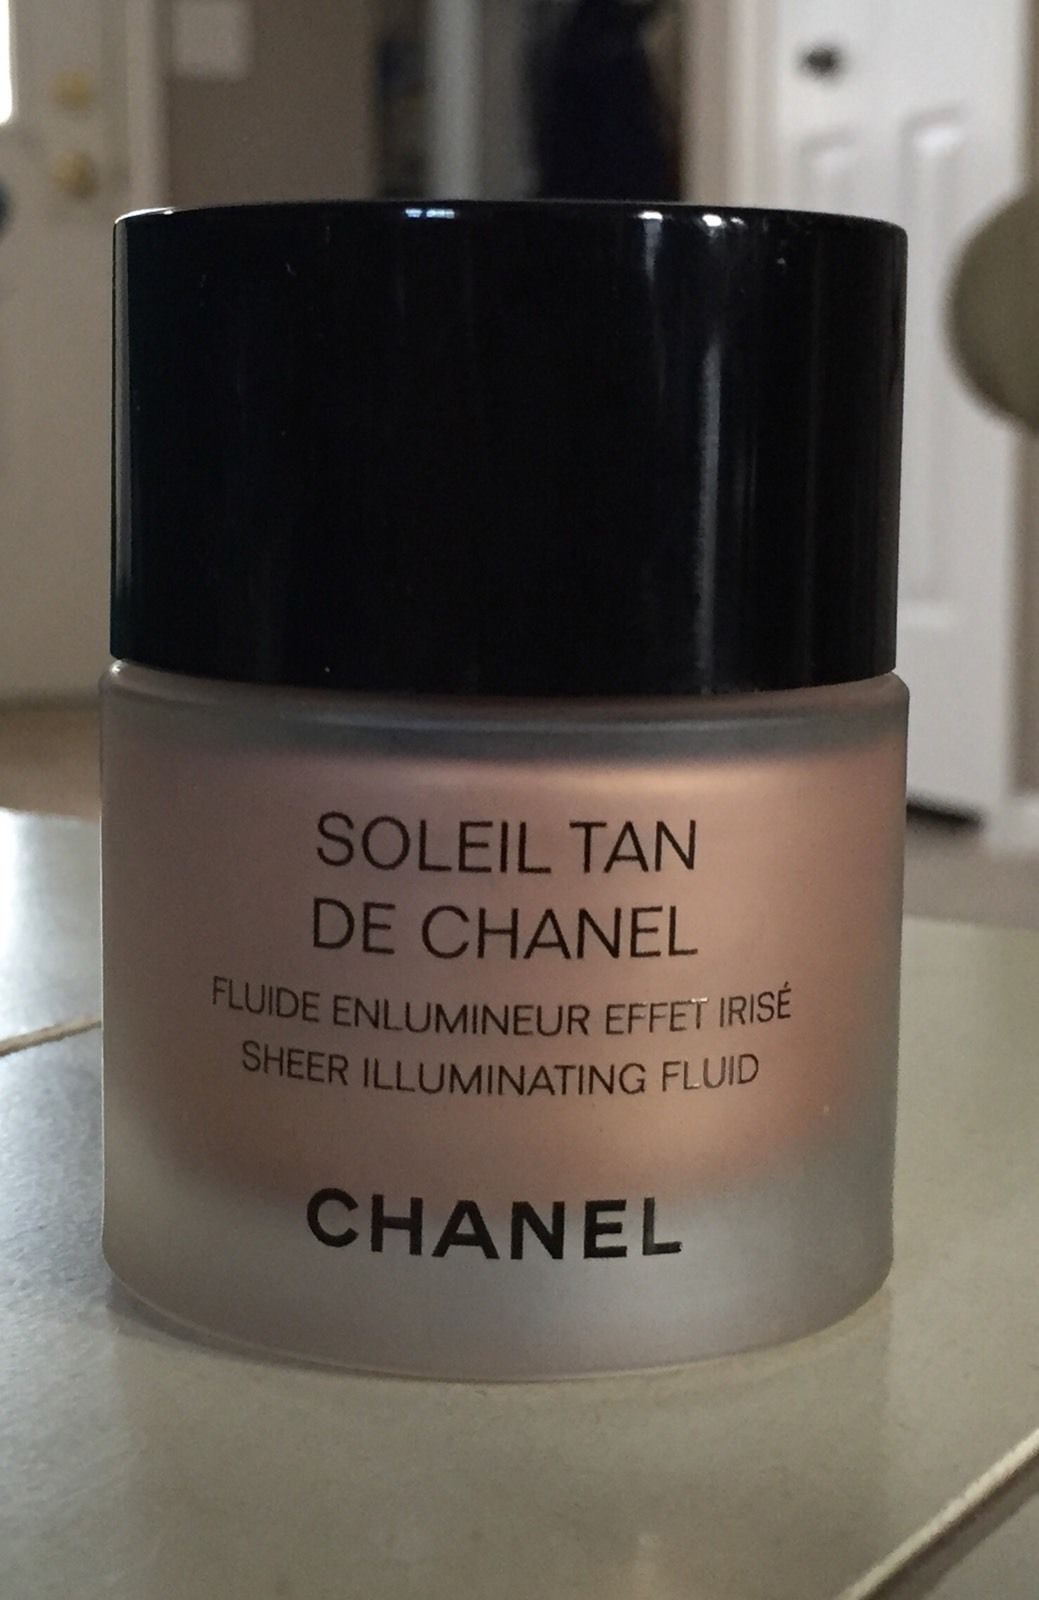 SOLEIL TAN
DE CHANEL
FLUIDE ENLUMINEUR EFFET IRISÉ
SHEER ILLUMINATING FLUID
CHANEL